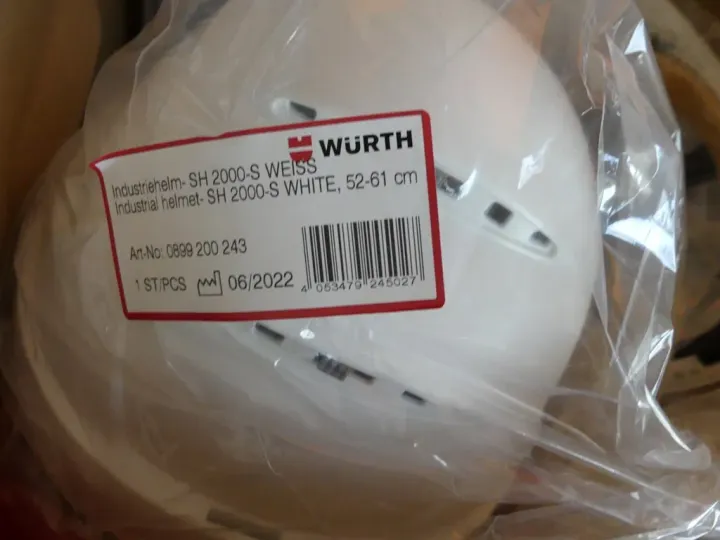 WÜRTH
Industriehelm- SH 2000-S WEISS
Industrial helmet- SH 2000-S WHITE, 52-61 cm
Art-No: 0899 200 243
1 ST/PCS 06/2022
4 053479 245027